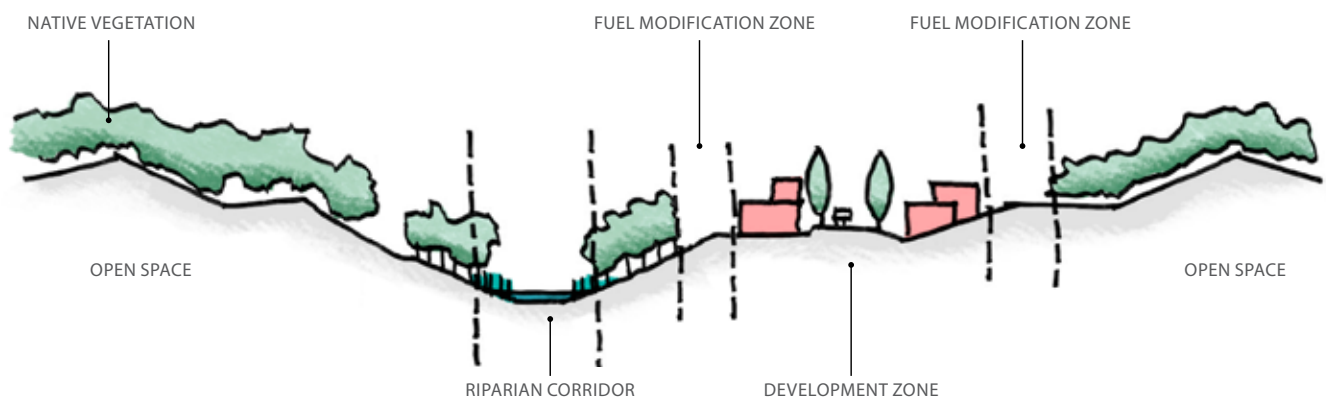 NATIVE VEGETATION
FUEL MODIFICATION ZONE
FUEL MODIFICATION ZONE
OPEN SPACE
OPEN SPACE
RIPARIAN CORRIDOR
DEVELOPMENT ZONE